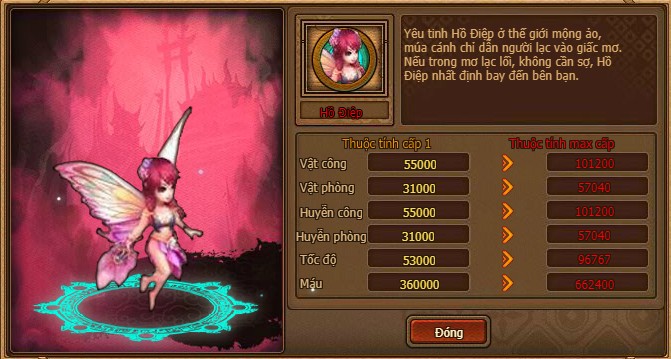 Yêu tinh Hồ Điệp ở thế giới mộng ảo,
múa cánh chỉ dẫn người lạc vào giấc mơ.
Nếu trong mơ lạc lối, không cần sợ, Hồ
Điệp nhất định bay đến bên bạn.
Hồ Điệp
Thuộc tính cấp 1 Thuộc tính max cấp
Vật công 55000 101200
Vật phòng 31000 57040
Huyễn công 55000 101200
Huyễn phòng 31000 57040
Tốc độ 53000 96767
Máu 360000 662400
Đóng